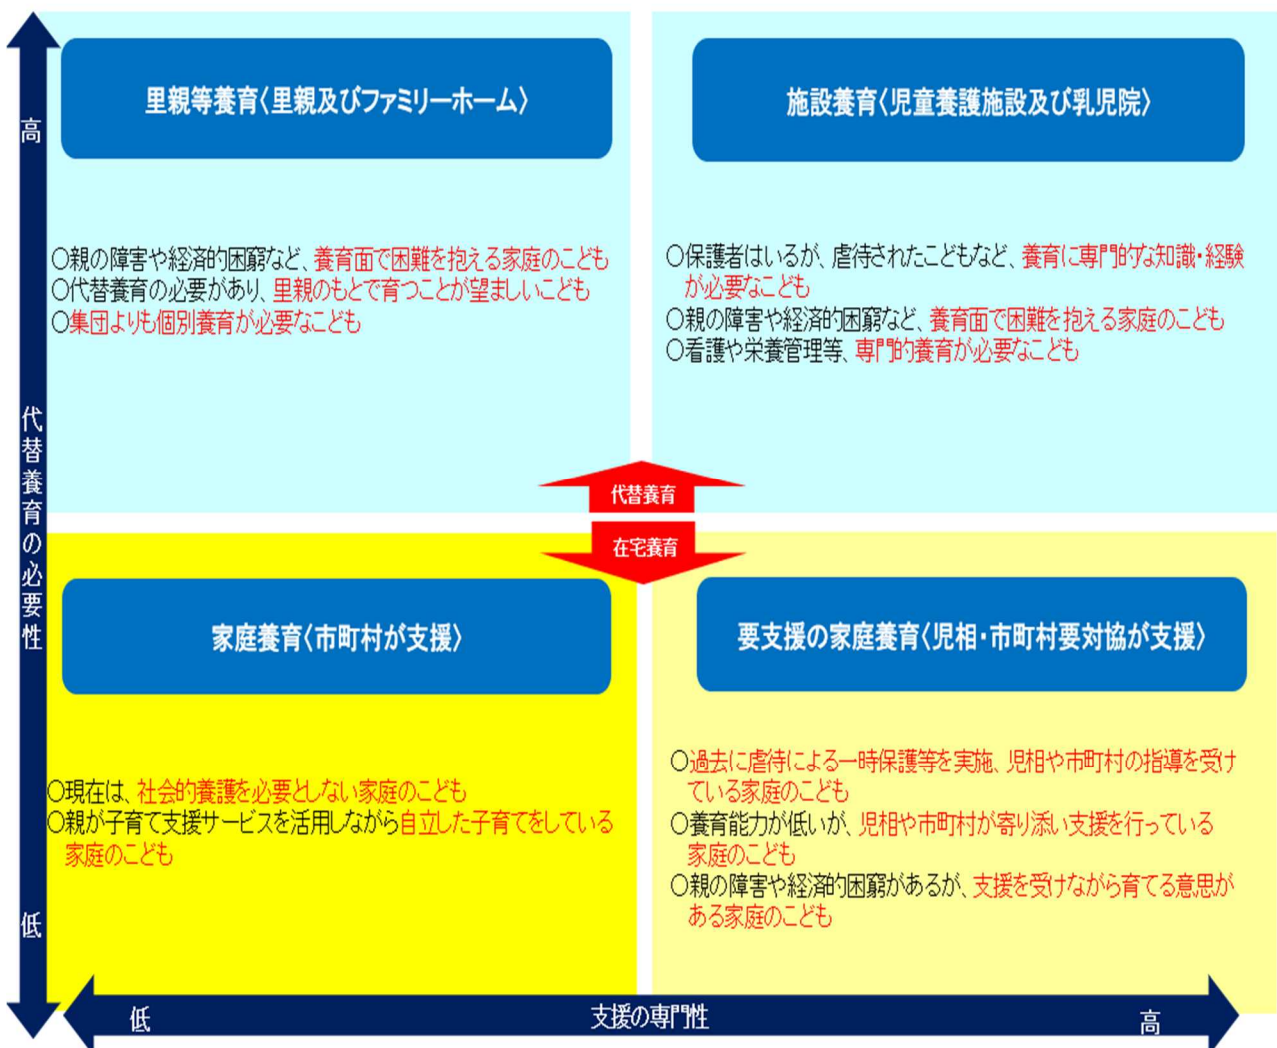 高
代替養育の必要性
低
里親等養育〈里親及びファミリーホーム〉
〇親の障害や経済的困窮など、養育面で困難を抱える家庭のこども
〇代替養育の必要があり、里親のもとで育つことが望ましいこども
〇集団よりも個別養育が必要なこども
施設養育〈児童養護施設及び乳児院〉
〇保護者はいるが、虐待されたこどもなど、養育に専門的な知識・経験
が必要なこども
〇親の障害や経済的困窮など、養育面で困難を抱える家庭のこども
〇看護や栄養管理等、専門的養育が必要なこども
代替養育
在宅養育
家庭養育〈市町村が支援〉
〇現在は、社会的養護を必要としない家庭のこども
〇親が子育て支援サービスを活用しながら自立した子育てをしている
家庭のこども
要支援の家庭養育〈児相・市町村要対協が支援〉
〇過去に虐待による一時保護等を実施、児相や市町村の指導を受け
ている家庭のこども
〇養育能力が低いが、児相や市町村が寄り添い支援を行っている
家庭のこども
〇親の障害や経済的困窮があるが、支援を受けながら育てる意思が
ある家庭のこども
低
支援の専門性
高